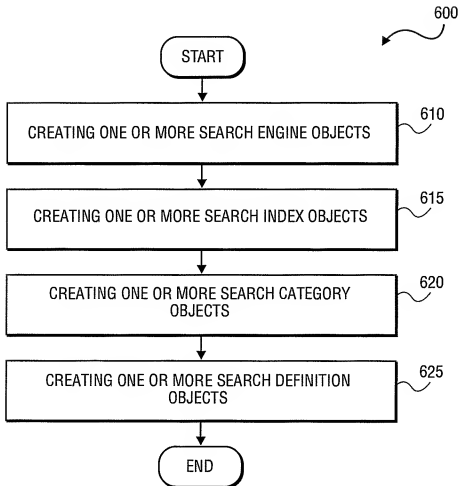 600
START
CREATING ONE OR MORE SEARCH ENGINE OBJECTS
610
CREATING ONE OR MORE SEARCH INDEX OBJECTS
615
CREATING ONE OR MORE SEARCH CATEGORY
OBJECTS
620
CREATING ONE OR MORE SEARCH DEFINITION
OBJECTS
625
END